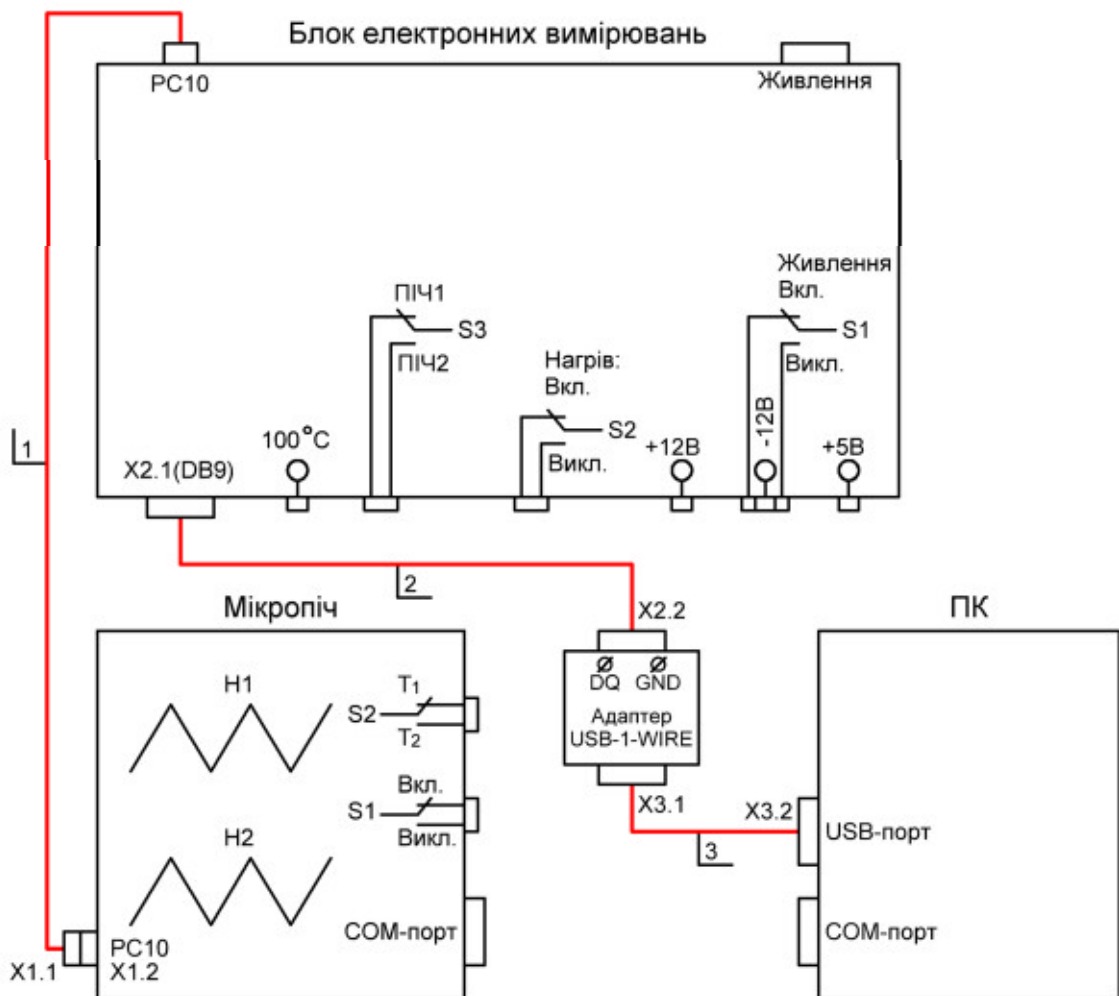 Блок електронних вимірювань
PC10
Живлення
Живлення
Вкл.
ПІЧ1
S3
S1
ПІЧ2
Викл.
Нагрів:
Вкл.
S2
Викл.
-12В
100°C
+12В
+5В
X2.1(DB9)
1
2
Мікропіч
X2.2
ПК
H1
T1
S2
T2
DQ GND
Адаптер
USB-1-WIRE
Вкл.
S1
Викл.
X3.1
X3.2
USB-порт
3
H2
COM-порт
COM-порт
PC10
X1.1
X1.2